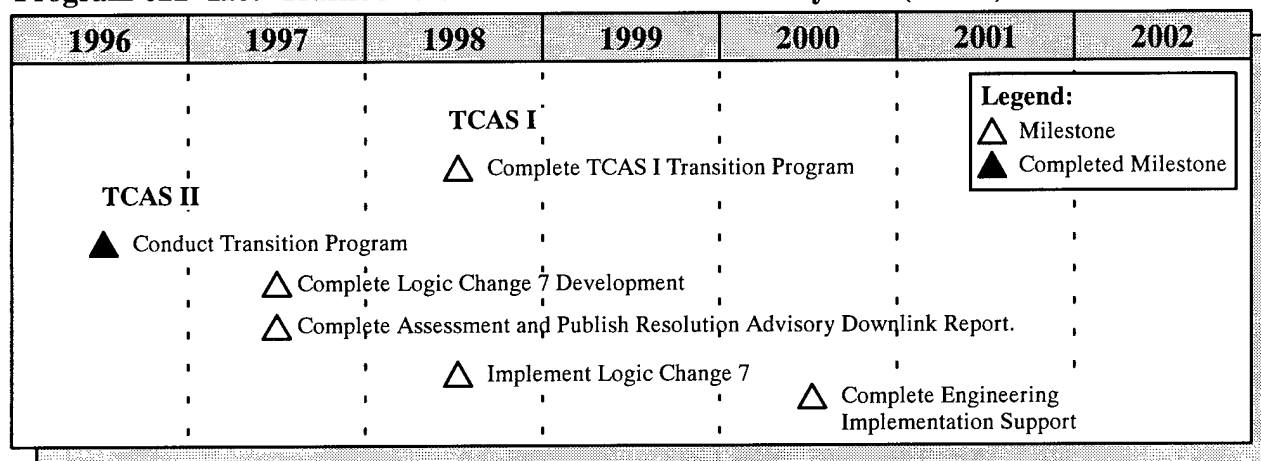 1996 1997 1998 1999 2000 2001 2002
Legend:
Milestone
Completed Milestone
TCAS I
Complete TCAS I Transition Program
TCAS II
Conduct Transition Program
Complete Logic Change 7 Development
Complete Assessment and Publish Resolution Advisory Downlink Report.
Implement Logic Change 7
Complete Engineering
Implementation Support